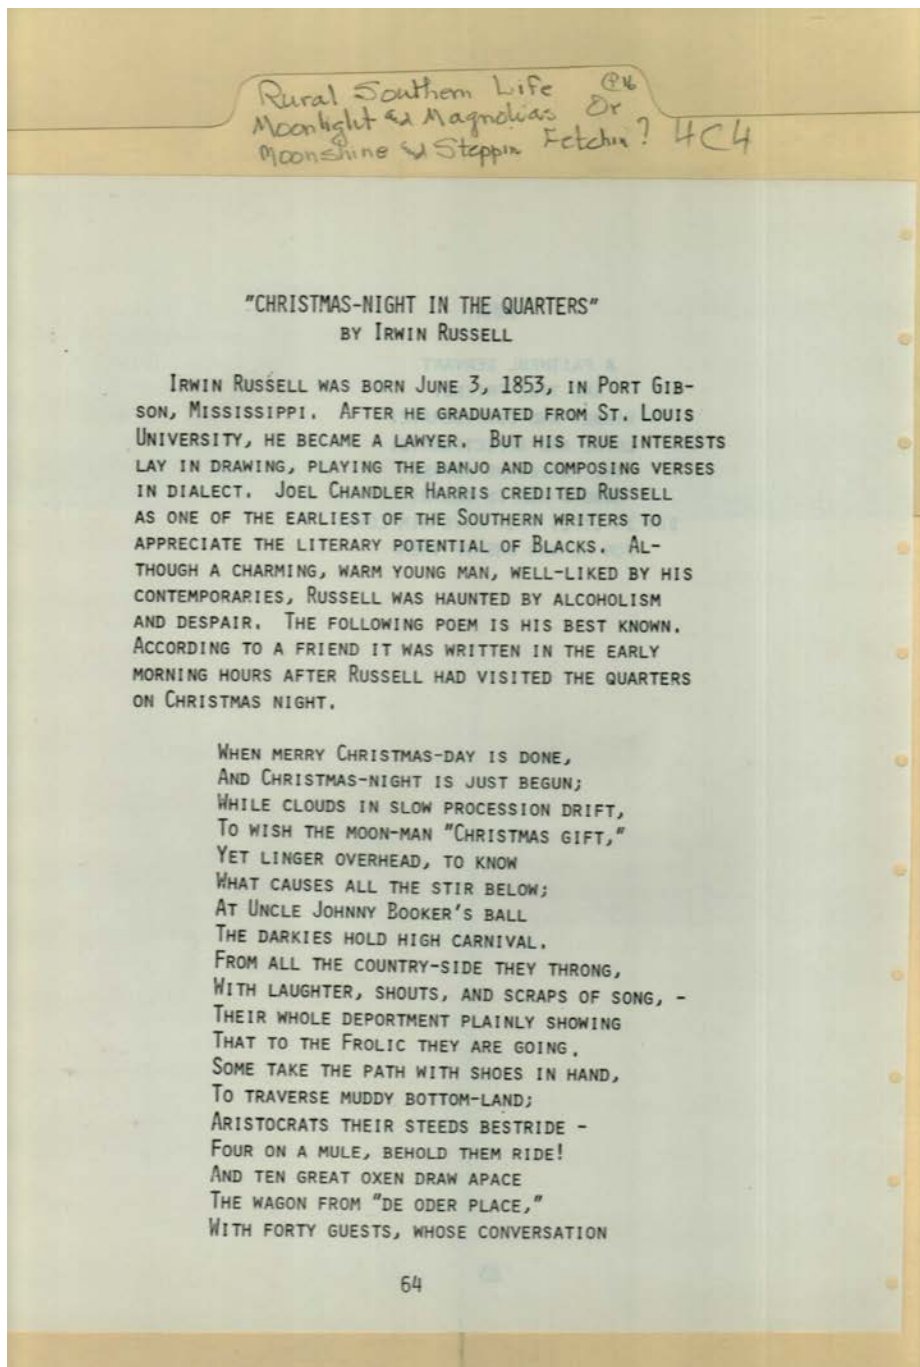 Rural Southern Life
Moonlight & Magnolias Or
Moonshine & Steppin Fetchin? 4C4
"CHRISTMAS-NIGHT IN THE QUARTERS"
BY IRWIN RUSSELL
IRWIN RUSSELL WAS BORN JUNE 3, 1853, IN PORT GIB-
SON, MISSISSIPPI. AFTER HE GRADUATED FROM ST. LOUIS
UNIVERSITY, HE BECAME A LAWYER. BUT HIS TRUE INTERESTS
LAY IN DRAWING, PLAYING THE BANJO AND COMPOSING VERSES
IN DIALECT. JOEL CHANDLER HARRIS CREDITED RUSSELL
AS ONE OF THE EARLIEST OF THE SOUTHERN WRITERS TO
APPRECIATE THE LITERARY POTENTIAL OF BLACKS. AL-
THOUGH A CHARMING, WARM YOUNG MAN, WELL-LIKED BY HIS
CONTEMPORARIES, RUSSELL WAS HAUNTED BY ALCOHOLISM
AND DESPAIR. THE FOLLOWING POEM IS HIS BEST KNOWN.
ACCORDING TO A FRIEND IT WAS WRITTEN IN THE EARLY
MORNING HOURS AFTER RUSSELL HAD VISITED THE QUARTERS
ON CHRISTMAS NIGHT.
WHEN MERRY CHRISTMAS-DAY IS DONE,
AND CHRISTMAS-NIGHT IS JUST BEGUN;
WHILE CLOUDS IN SLOW PROCESSION DRIFT,
TO WISH THE MOON-MAN "CHRISTMAS GIFT,"
YET LINGER OVERHEAD, TO KNOW
WHAT CAUSES ALL THE STIR BELOW;
AT UNCLE JOHNNY BOOKER'S BALL
THE DARKIES HOLD HIGH CARNIVAL.
FROM ALL THE COUNTRY-SIDE THEY THRONG,
WITH LAUGHTER, SHOUTS, AND SCRAPS OF SONG, -
THEIR WHOLE DEPORTMENT PLAINLY SHOWING
THAT TO THE FROLIC THEY ARE GOING.
SOME TAKE THE PATH WITH SHOES IN HAND,
TO TRAVERSE MUDDY BOTTOM-LAND;
ARISTOCRATS THEIR STEEDS BESTRIDE -
FOUR ON A MULE, BEHOLD THEM RIDE!
AND TEN GREAT OXEN DRAW APACE
THE WAGON FROM "DE ODER PLACE,"
WITH FORTY GUESTS, WHOSE CONVERSATION
64